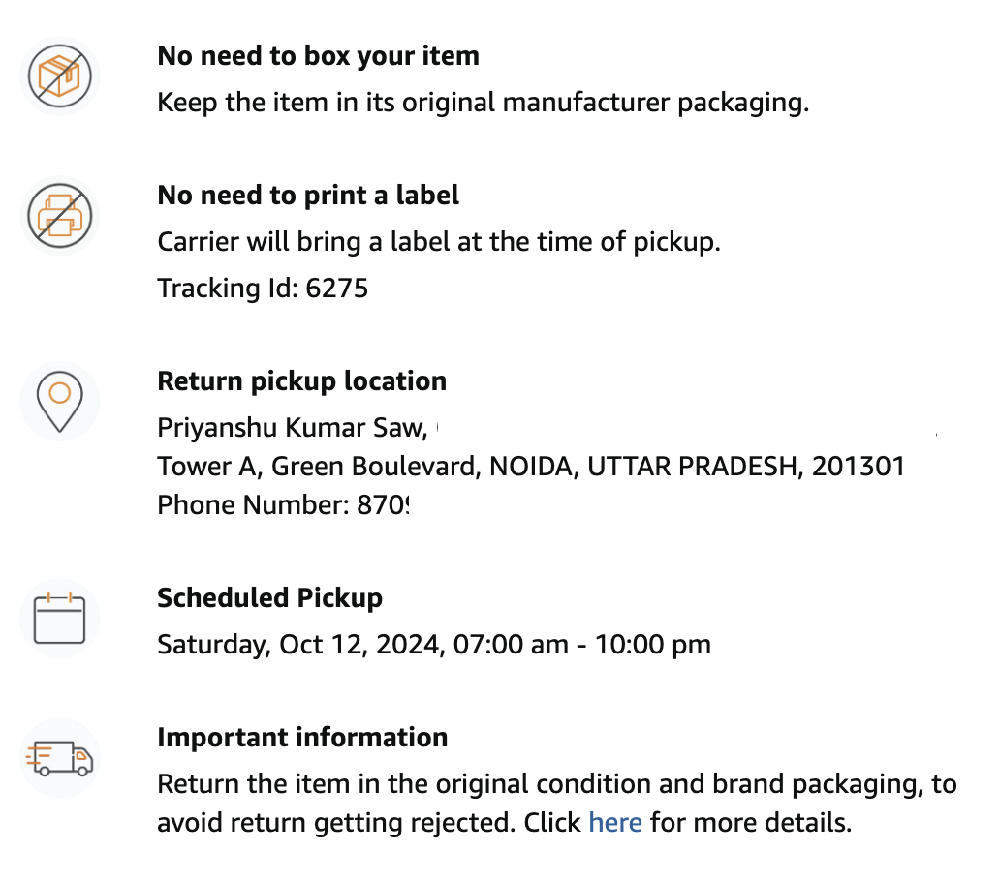 No need to box your item
Keep the item in its original manufacturer packaging.
No need to print a label
Carrier will bring a label at the time of pickup.
Tracking Id: 6275
Return pickup location
Priyanshu Kumar Saw,
Tower A, Green Boulevard, NOIDA, UTTAR PRADESH, 201301
Phone Number: 870
Scheduled Pickup
Saturday, Oct 12, 2024, 07:00 am - 10:00 pm
Important information
Return the item in the original condition and brand packaging, to
avoid return getting rejected. Click here for more details.